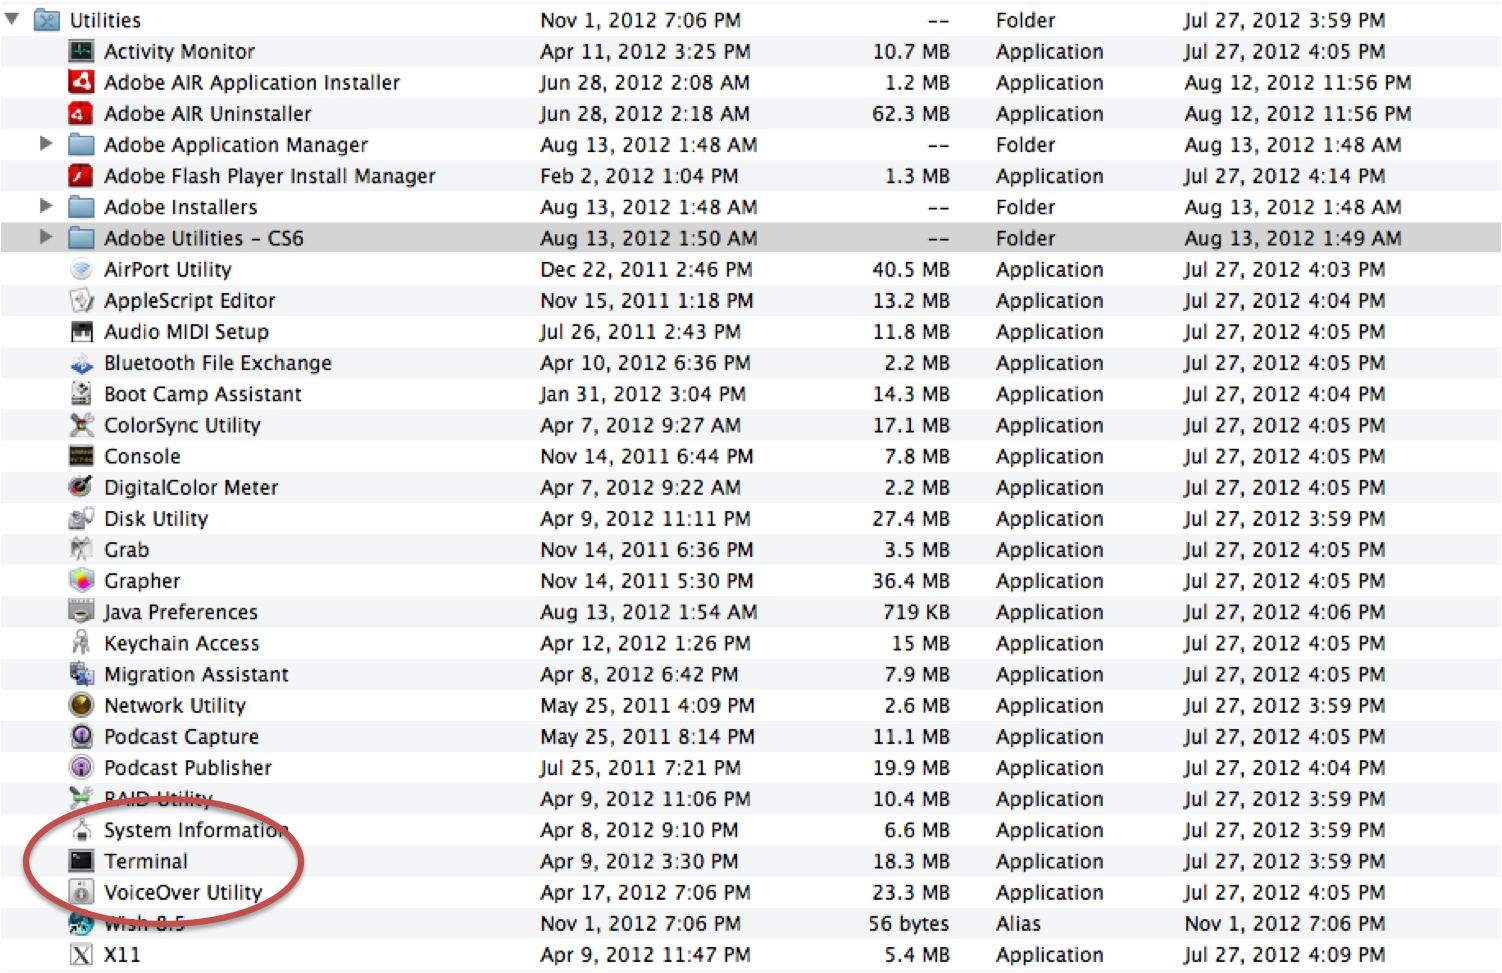 Utilities Nov 1, 2012 7:06 PM -- Folder Jul 27, 2012 3:59 PM
Activity Monitor Apr 11, 2012 3:25 PM 10.7 MB Application Jul 27, 2012 4:05 PM
Adobe AIR Application Installer Jun 28, 2012 2:08 AM 1.2 MB Application Aug 12, 2012 11:56 PM
Adobe AIR Uninstaller Jun 28, 2012 2:18 AM 62.3 MB Application Aug 12, 2012 11:56 PM
Adobe Application Manager Aug 13, 2012 1:48 AM -- Folder Aug 13, 2012 1:48 AM
Adobe Flash Player Install Manager Feb 2, 2012 1:04 PM 1.3 MB Application Jul 27, 2012 4:14 PM
Adobe Installers Aug 13, 2012 1:48 AM -- Folder Aug 13, 2012 1:48 AM
Adobe Utilities – CS6 Aug 13, 2012 1:50 AM -- Folder Aug 13, 2012 1:49 AM
AirPort Utility Dec 22, 2011 2:46 PM 40.5 MB Application Jul 27, 2012 4:03 PM
AppleScript Editor Nov 15, 2011 1:18 PM 13.2 MB Application Jul 27, 2012 4:04 PM
Audio MIDI Setup Jul 26, 2011 2:43 PM 11.8 MB Application Jul 27, 2012 4:05 PM
Bluetooth File Exchange Apr 10, 2012 6:36 PM 2.2 MB Application Jul 27, 2012 4:05 PM
Boot Camp Assistant Jan 31, 2012 3:04 PM 14.3 MB Application Jul 27, 2012 4:04 PM
ColorSync Utility Apr 7, 2012 9:27 AM 17.1 MB Application Jul 27, 2012 4:05 PM
Console Nov 14, 2011 6:44 PM 7.8 MB Application Jul 27, 2012 4:05 PM
DigitalColor Meter Apr 7, 2012 9:22 AM 2.2 MB Application Jul 27, 2012 4:05 PM
Disk Utility Apr 9, 2012 11:11 PM 27.4 MB Application Jul 27, 2012 3:59 PM
Grab Nov 14, 2011 6:36 PM 3.5 MB Application Jul 27, 2012 4:05 PM
Grapher Nov 14, 2011 5:30 PM 36.4 MB Application Jul 27, 2012 4:05 PM
Java Preferences Aug 13, 2012 1:54 AM 719 KB Application Jul 27, 2012 4:06 PM
Keychain Access Apr 12, 2012 1:26 PM 15 MB Application Jul 27, 2012 4:05 PM
Migration Assistant Apr 8, 2012 6:42 PM 7.9 MB Application Jul 27, 2012 4:05 PM
Network Utility May 25, 2011 4:09 PM 2.6 MB Application Jul 27, 2012 3:59 PM
Podcast Capture May 25, 2011 8:14 PM 11.1 MB Application Jul 27, 2012 4:05 PM
Podcast Publisher Jul 25, 2011 7:21 PM 19.9 MB Application Jul 27, 2012 4:04 PM
RAID Utility Apr 9, 2012 11:06 PM 10.4 MB Application Jul 27, 2012 3:59 PM
System Information Apr 8, 2012 9:10 PM 6.6 MB Application Jul 27, 2012 3:59 PM
Terminal Apr 9, 2012 3:30 PM 18.3 MB Application Jul 27, 2012 3:59 PM
VoiceOver Utility Apr 17, 2012 7:06 PM 23.3 MB Application Jul 27, 2012 4:05 PM
Wish 8.5 Nov 1, 2012 7:06 PM 56 bytes Alias Nov 1, 2012 7:06 PM
X11 Apr 9, 2012 11:47 PM 5.4 MB Application Jul 27, 2012 4:09 PM